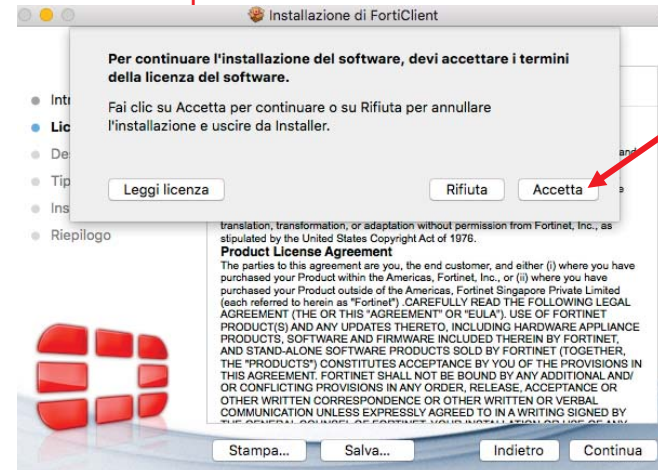 Installazione di FortiClient
Per continuare l'installazione del software, devi accettare i termini
della licenza del software.
Fai clic su Accetta per continuare o su Rifiuta per annullare
l'installazione e uscire da Installer.
Leggi licenza Rifiuta Accetta
Int
Lic
De
Tip
Ins
Riepilogo
and
translation, transformation, or adaptation without permission from Fortinet, Inc., as
stipulated by the United States Copyright Act of 1976.
Product License Agreement
The parties to this agreement are you, the end customer, and either (i) where you have
purchased your Product within the Americas, Fortinet, Inc., or (ii) where you have
purchased your Product outside of the Americas, Fortinet Singapore Private Limited
(each referred to herein as "Fortinet") .CAREFULLY READ THE FOLLOWING LEGAL
AGREEMENT (THE OR THIS "AGREEMENT" OR "EULA"). USE OF FORTINET
PRODUCT(S) AND ANY UPDATES THERETO, INCLUDING HARDWARE APPLIANCE
PRODUCTS, SOFTWARE AND FIRMWARE INCLUDED THEREIN BY FORTINET,
AND STAND-ALONE SOFTWARE PRODUCTS SOLD BY FORTINET (TOGETHER,
THE "PRODUCTS") CONSTITUTES ACCEPTANCE BY YOU OF THE PROVISIONS IN
THIS AGREEMENT. FORTINET SHALL NOT BE BOUND BY ANY ADDITIONAL AND/
OR CONFLICTING PROVISIONS IN ANY ORDER, RELEASE, ACCEPTANCE OR
OTHER WRITTEN CORRESPONDENCE OR OTHER WRITTEN OR VERBAL
COMMUNICATION UNLESS EXPRESSLY AGREED TO IN A WRITING SIGNED BY
Stampa... Salva... Indietro Continua